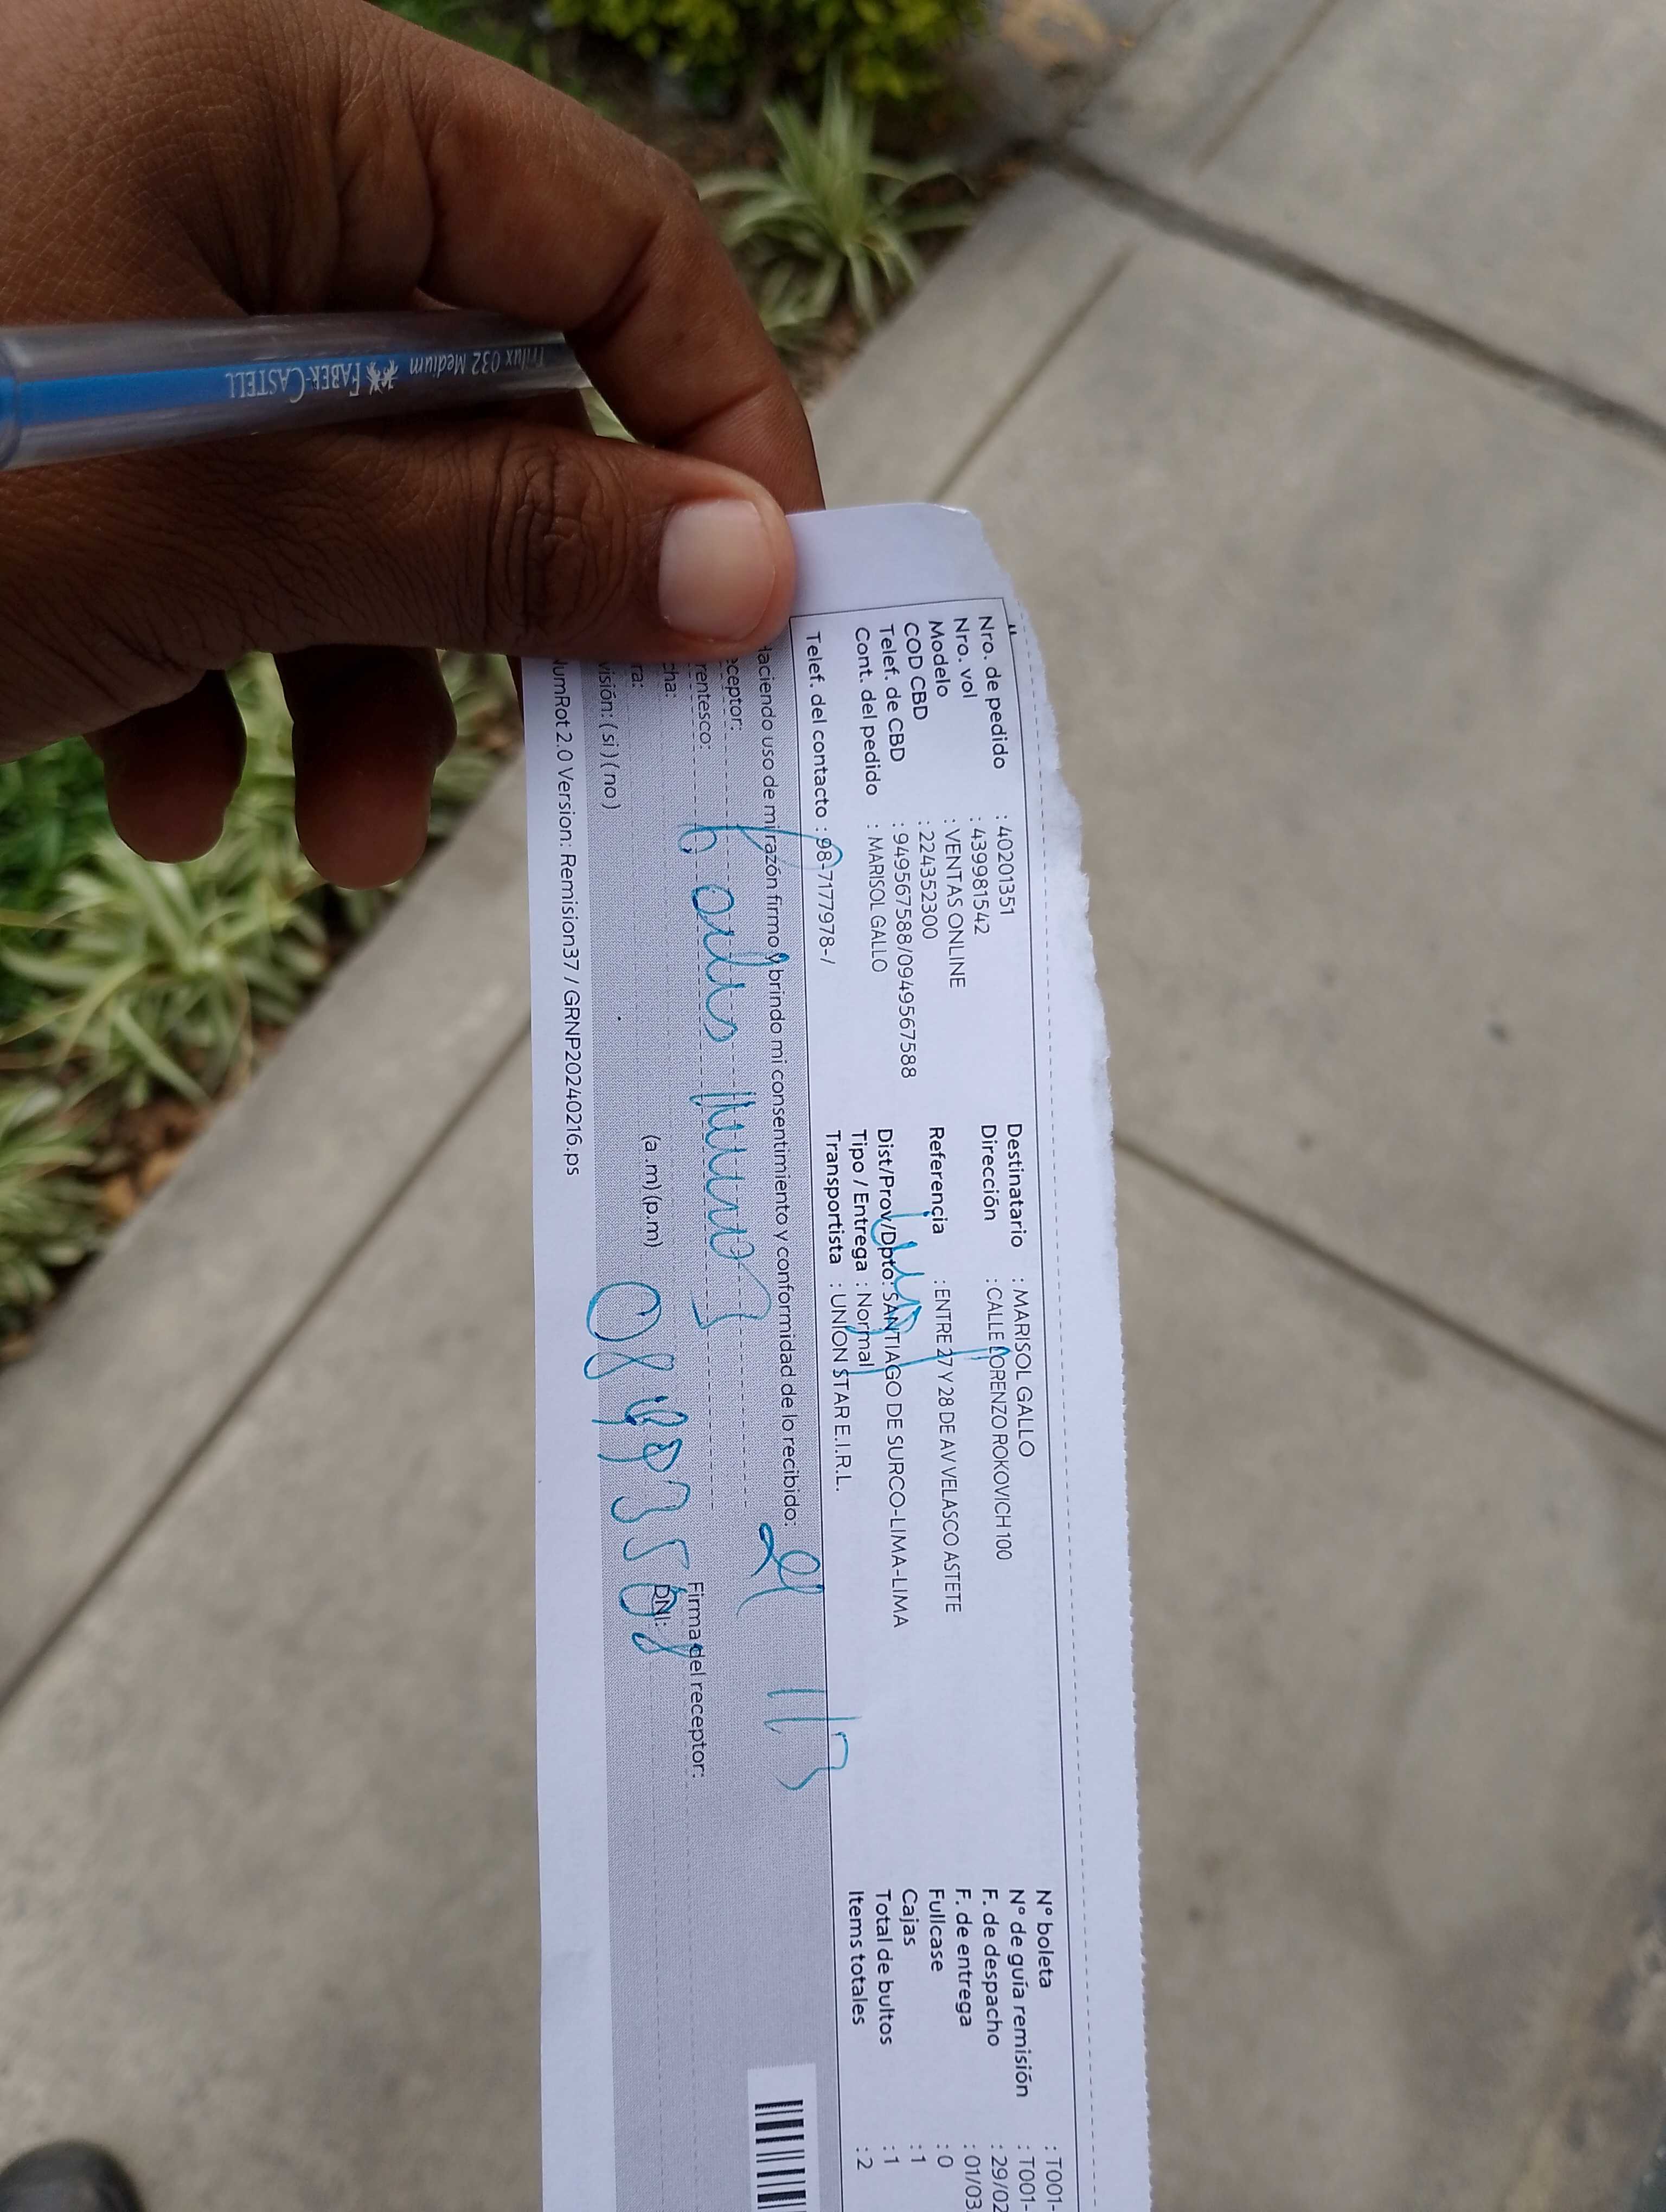 Nro. de pedido : 40201351
Nro. vol : 439981542
Modelo : VENTAS ONLINE
COD CBD : 224352300
Telef. de CBD : 949567588/0949567588
Cont. del pedido : MARISOL GALLO
Telef. del contacto : 98-7177978-/
Destinatario : MARISOL GALLO
Dirección : CALLE LORENZO ROKOVICH 100
Referencia : ENTRE 27 Y 28 DE AV VELASCO ASTETE
Dist/Prov/Dpto: SANTIAGO DE SURCO-LIMA-LIMA
Tipo / Entrega : Normal
Transportista : UNION STAR E.I.R.L.
N° boleta : T001-
N° de guía remisión : T001-
F. de despacho : 29/02
F. de entrega : 01/03
Fullcase : 0
Cajas : 1
Total de bultos : 1
Items totales : 2
Haciendo uso de mi razón firmo y brindo mi consentimiento y conformidad de lo recibido:
eceptor:
rentesco:
cha:
ra: (a.m) (p.m)
visión: ( si ) ( no )
Firma del receptor:
DNI:
NumRot 2.0 Version: Remision37 / GRNP20240216.ps
Trilux 032 Medium FABER-CASTELL